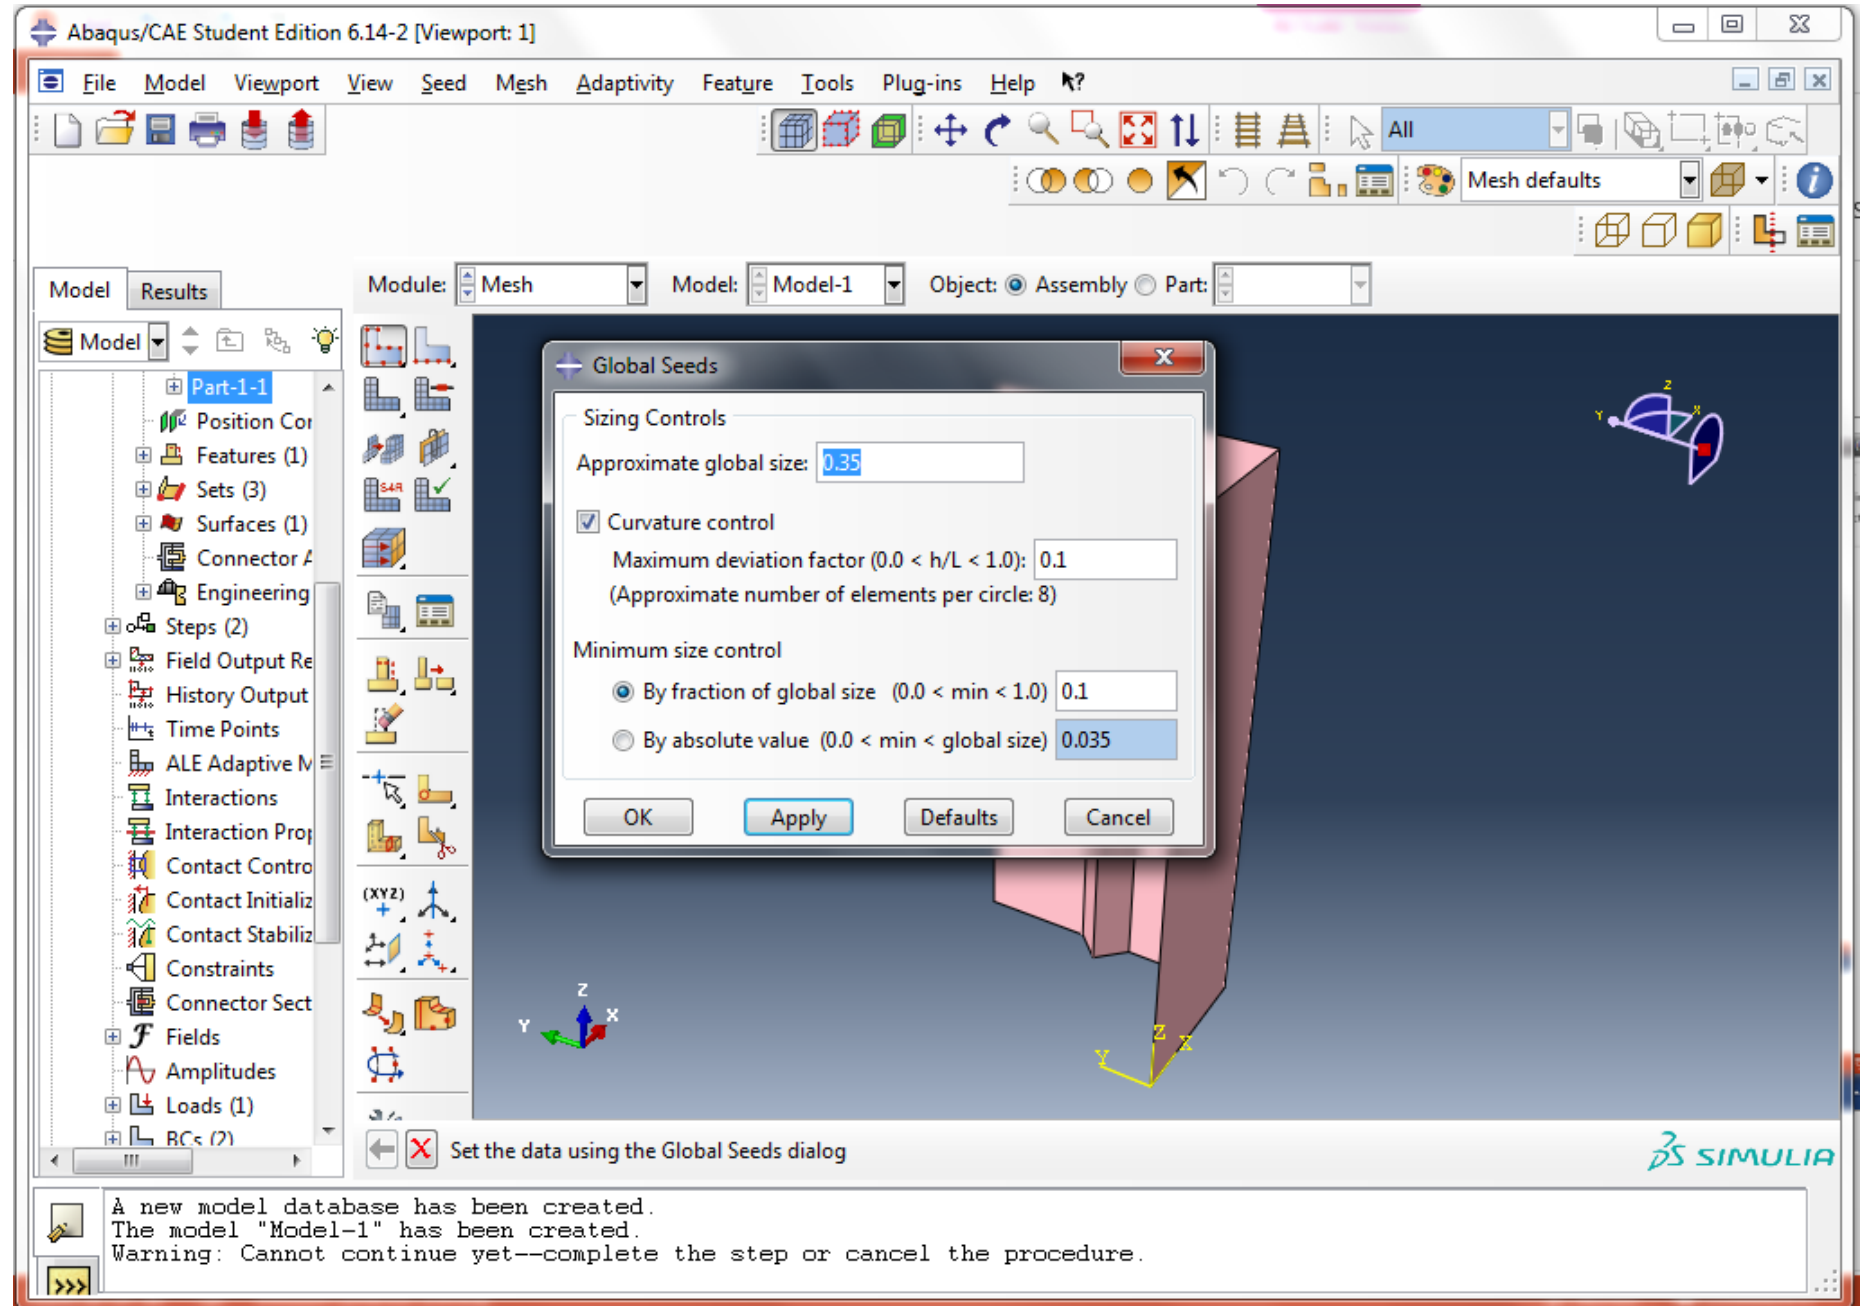 Abaqus/CAE Student Edition 6.14-2 [Viewport: 1]
File Model Viewport View Seed Mesh Adaptivity Feature Tools Plug-ins Help
All
Mesh defaults
Model Results
Module: Mesh Model: Model-1 Object: Assembly Part:
Model
Part-1-1
Position Cor
Features (1)
Sets (3)
Surfaces (1)
Connector A
Engineering
Steps (2)
Field Output Re
History Output
Time Points
ALE Adaptive M
Interactions
Interaction Prop
Contact Contro
Contact Initializ
Contact Stabiliz
Constraints
Connector Sect
Fields
Amplitudes
Loads (1)
BCs (2)
S4R
(XYZ)
Global Seeds
Sizing Controls
Approximate global size: 0.35
Curvature control
Maximum deviation factor (0.0 < h/L < 1.0): 0.1
(Approximate number of elements per circle: 8)
Minimum size control
By fraction of global size (0.0 < min < 1.0) 0.1
By absolute value (0.0 < min < global size) 0.035
OK Apply Defaults Cancel
Z
Y
X
Z
Y
X
Z
Y
X
Set the data using the Global Seeds dialog
SIMULIA
A new model database has been created.
The model "Model-1" has been created.
Warning: Cannot continue yet--complete the step or cancel the procedure.
>>>